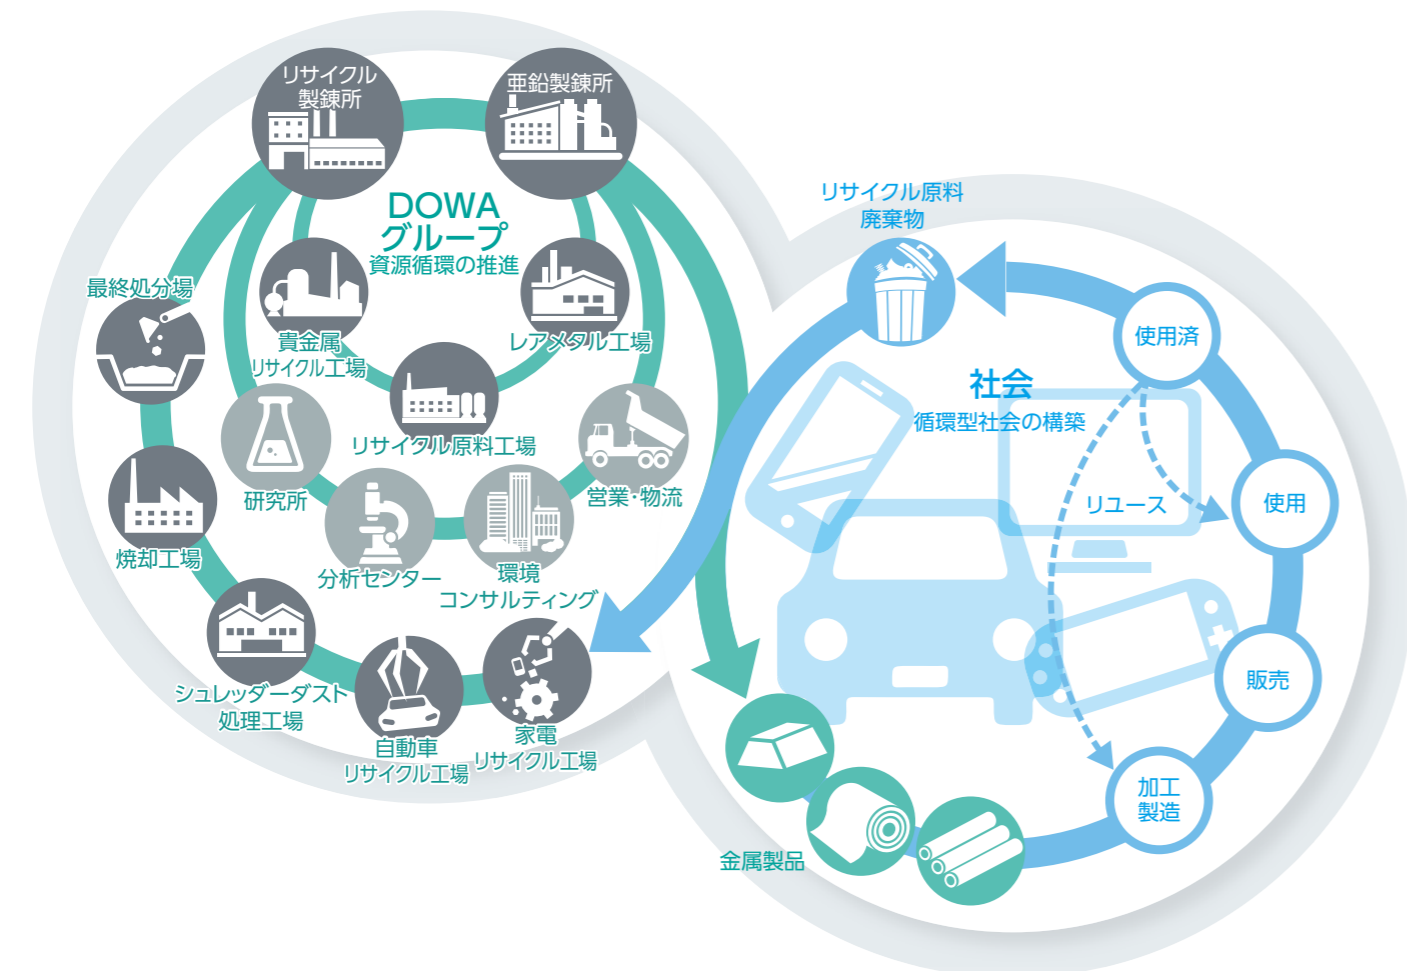 リサイクル
製錬所
亜鉛製錬所
DOWA
グループ
資源循環の推進
最終処分場
貴金属
リサイクル工場
レアメタル工場
リサイクル原料工場
研究所
分析センター
環境
コンサルティング
営業・物流
焼却工場
シュレッダーダスト
処理工場
自動車
リサイクル工場
家電
リサイクル工場
リサイクル原料
廃棄物
社会
循環型社会の構築
使用済
リユース
使用
販売
加工
製造
金属製品